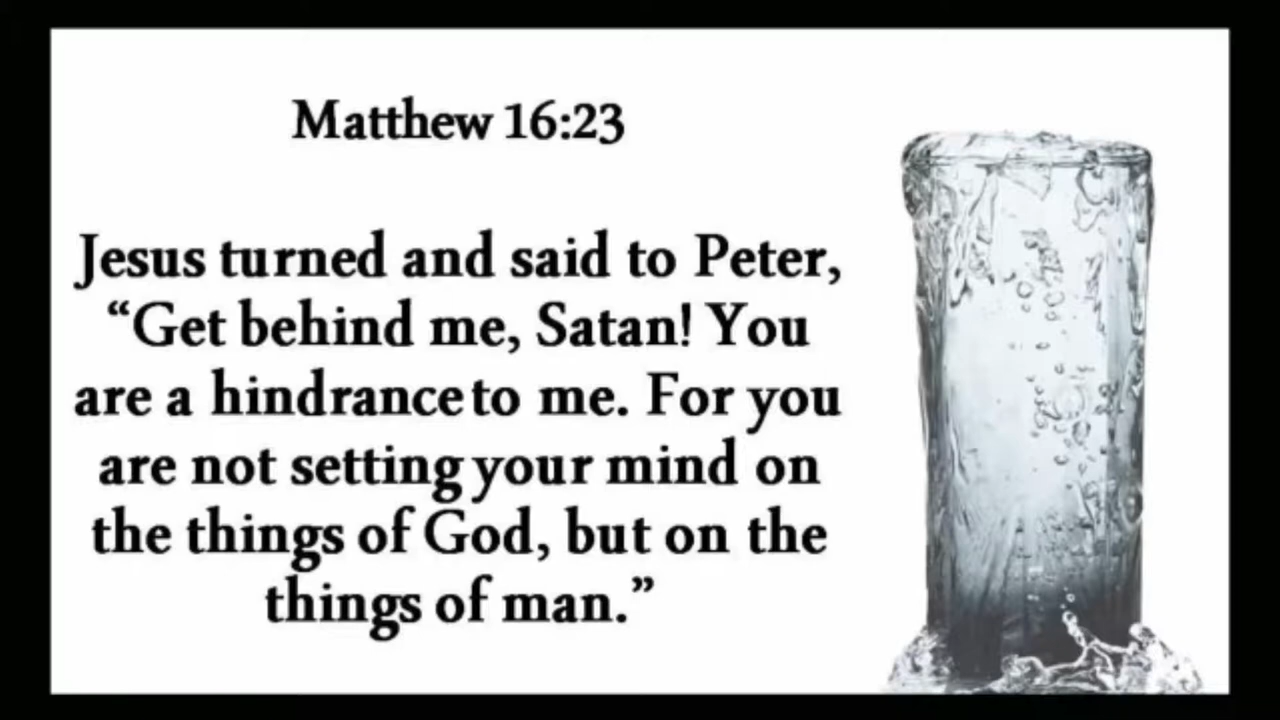 Matthew 16:23
Jesus turned and said to Peter,
“Get behind me, Satan! You
are a hindrance to me. For you
are not setting your mind on
the things of God, but on the
things of man.”